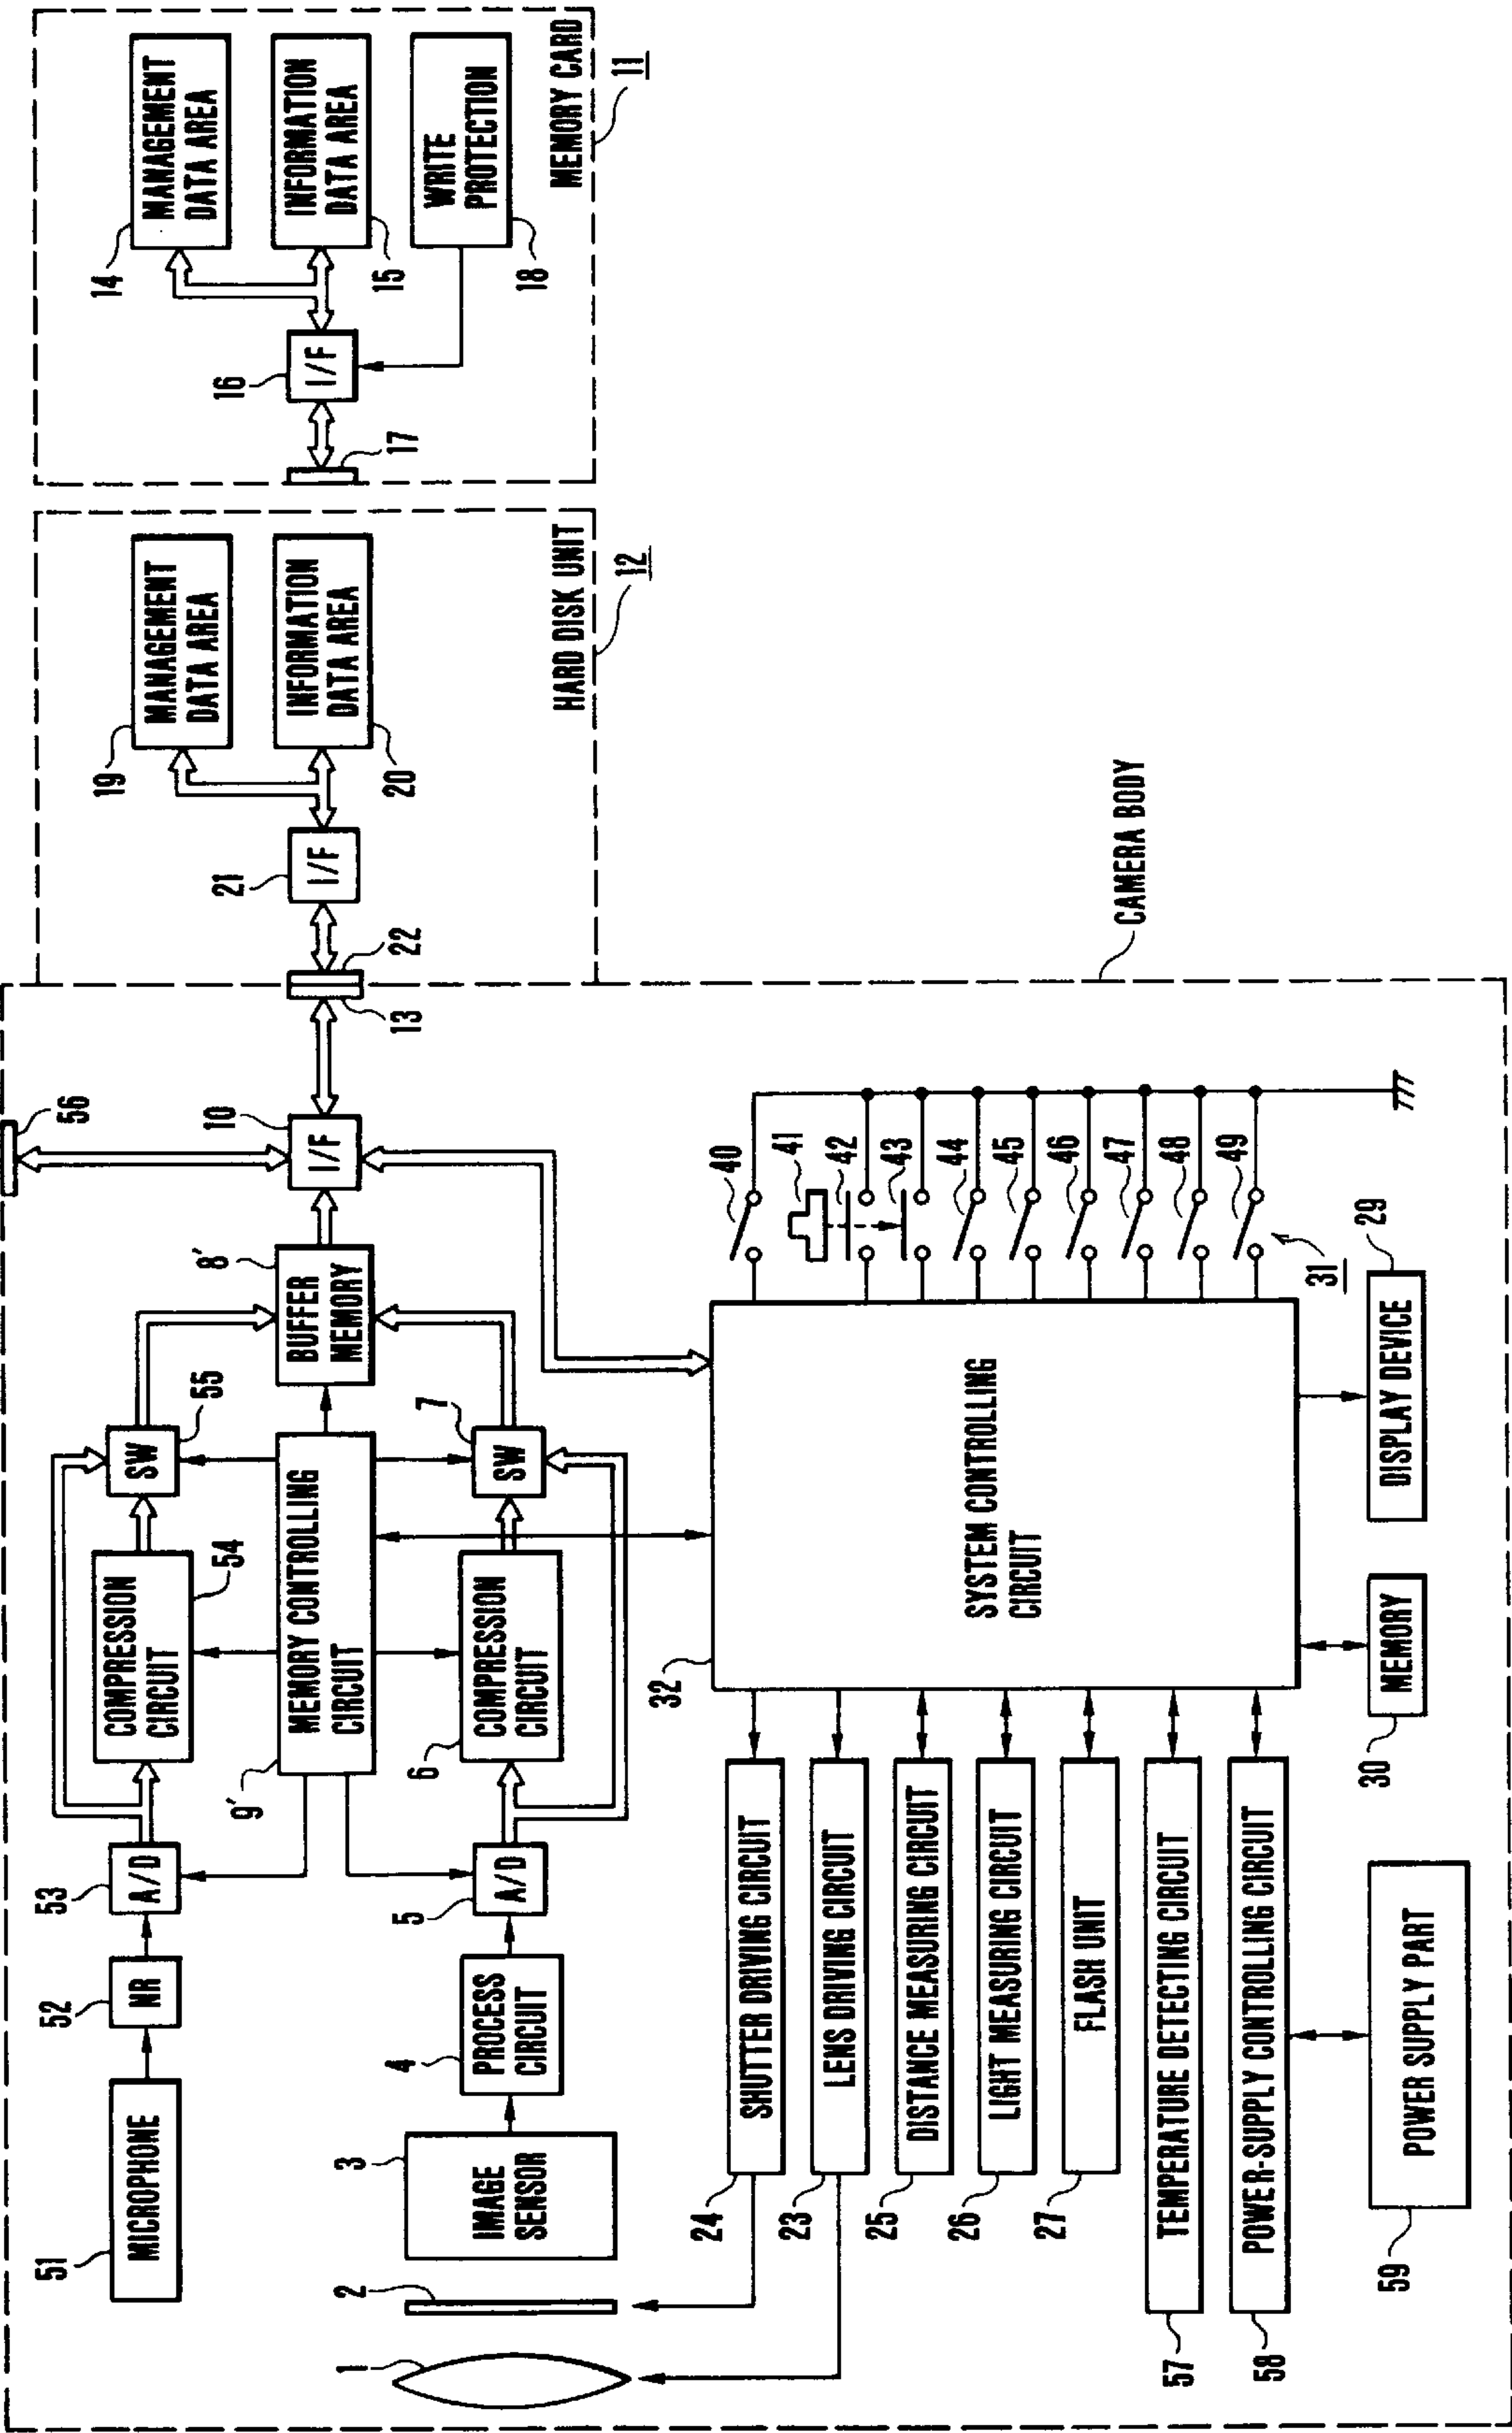 51
MICROPHONE
52
NR
53
A/D
COMPRESSION
CIRCUIT
54
SW
55
56
9'
MEMORY CONTROLLING
CIRCUIT
BUFFER
MEMORY
8'
I/F
10
13
22
1
2
3
IMAGE
SENSOR
4
PROCESS
CIRCUIT
5
A/D
6
COMPRESSION
CIRCUIT
SW
7
24
SHUTTER DRIVING CIRCUIT
23
LENS DRIVING CIRCUIT
25
DISTANCE MEASURING CIRCUIT
26
LIGHT MEASURING CIRCUIT
27
FLASH UNIT
57
TEMPERATURE DETECTING CIRCUIT
58
POWER-SUPPLY CONTROLLING CIRCUIT
59
POWER SUPPLY PART
32
SYSTEM CONTROLLING
CIRCUIT
30
MEMORY
DISPLAY DEVICE
29
31
40
41
42
43
44
45
46
47
48
49
CAMERA BODY
21
I/F
19
MANAGEMENT
DATA AREA
INFORMATION
DATA AREA
20
HARD DISK UNIT
12
17
16
I/F
14
MANAGEMENT
DATA AREA
INFORMATION
DATA AREA
15
WRITE
PROTECTION
18
MEMORY CARD
11